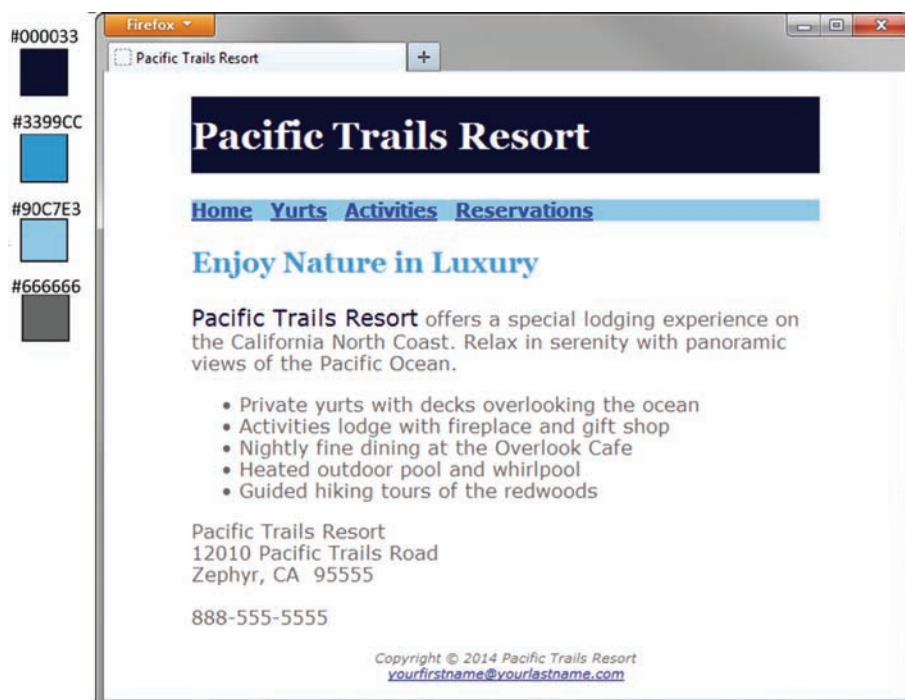 #000033
#3399CC
#90C7E3
#666666
Firefox
Pacific Trails Resort
Pacific Trails Resort
Home Yurts Activities Reservations
Enjoy Nature in Luxury
Pacific Trails Resort offers a special lodging experience on
the California North Coast. Relax in serenity with panoramic
views of the Pacific Ocean.
• Private yurts with decks overlooking the ocean
• Activities lodge with fireplace and gift shop
• Nightly fine dining at the Overlook Cafe
• Heated outdoor pool and whirlpool
• Guided hiking tours of the redwoods
Pacific Trails Resort
12010 Pacific Trails Road
Zephyr, CA 95555
888-555-5555
Copyright © 2014 Pacific Trails Resort
yourfirstname@yourlastname.com